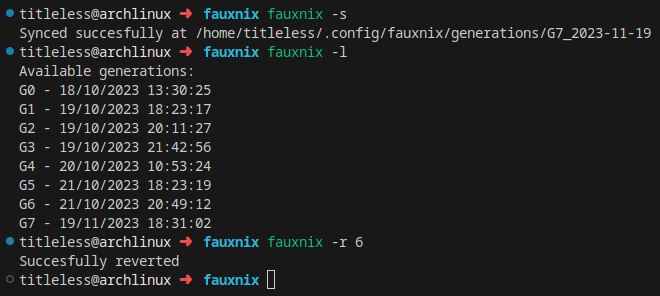 titleless@archlinux ➜ fauxnix fauxnix -s
Synced succesfully at /home/titleless/.config/fauxnix/generations/G7_2023-11-19
titleless@archlinux ➜ fauxnix fauxnix -l
Available generations:
G0 - 18/10/2023 13:30:25
G1 - 19/10/2023 18:23:17
G2 - 19/10/2023 20:11:27
G3 - 19/10/2023 21:42:56
G4 - 20/10/2023 10:53:24
G5 - 21/10/2023 18:23:19
G6 - 21/10/2023 20:49:12
G7 - 19/11/2023 18:31:02
titleless@archlinux ➜ fauxnix fauxnix -r 6
Succesfully reverted
titleless@archlinux ➜ fauxnix